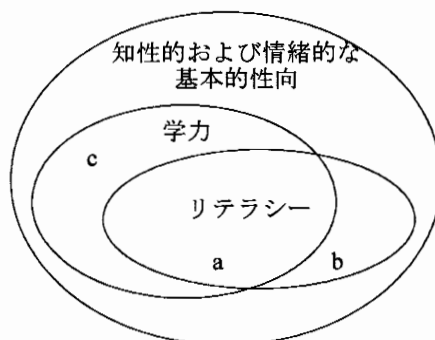 知性的および情緒的な
基本的性向
学力
c
リテラシー
a
b